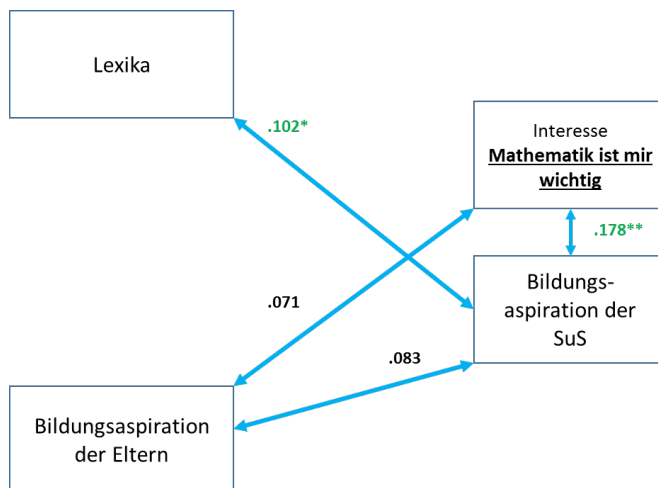 Lexika
.102*
Interesse
Mathematik ist mir
wichtig
.178**
Bildungs-
aspiration der
SuS
.071
.083
Bildungsaspiration
der Eltern